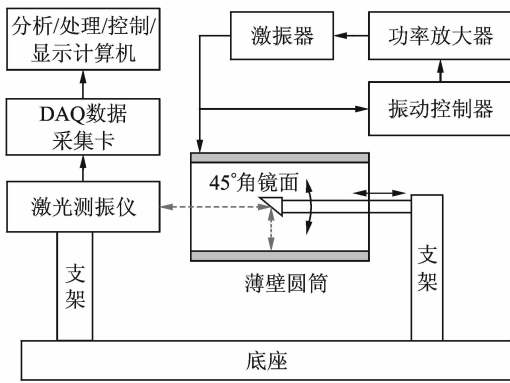 分析/处理/控制/
显示计算机
激振器
功率放大器
DAQ数据
采集卡
振动控制器
激光测振仪
45°角镜面
薄壁圆筒
支架
支架
底座